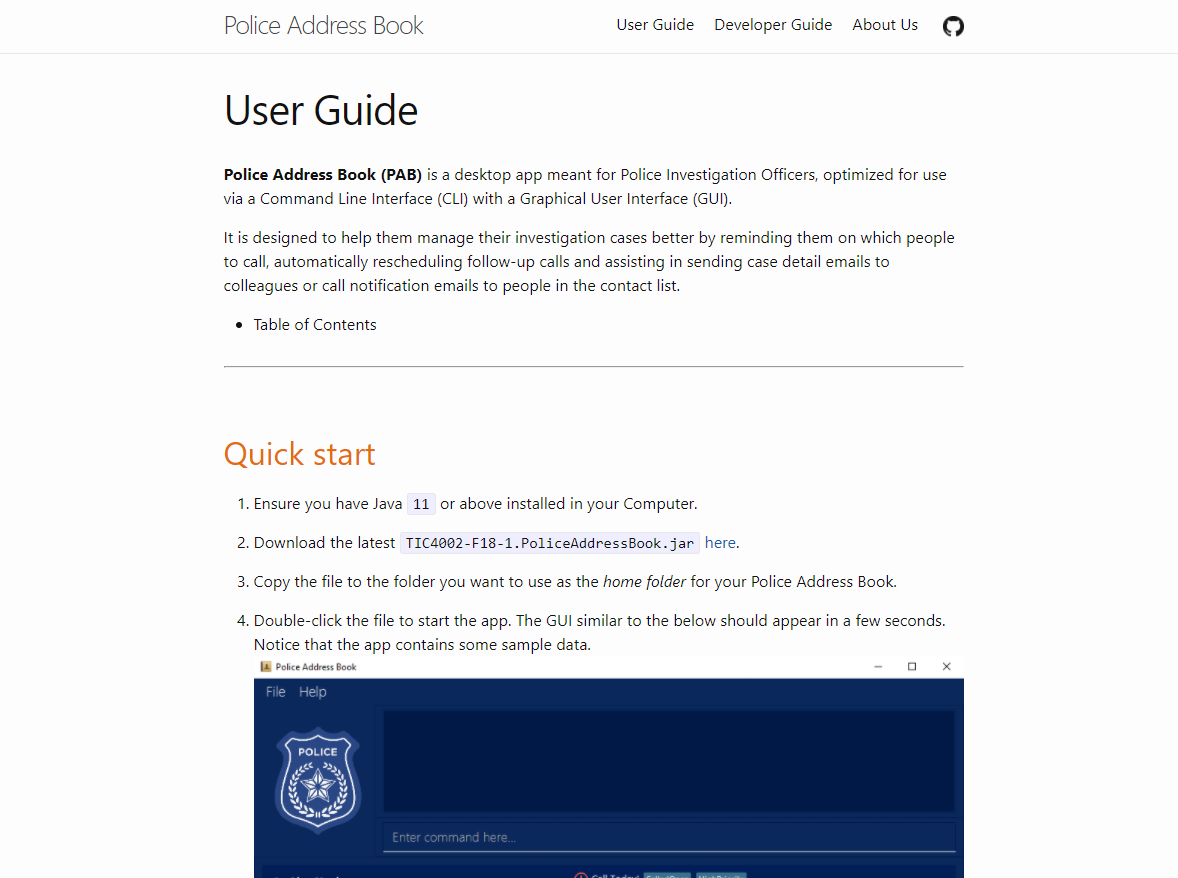 Police Address Book
User Guide Developer Guide About Us
User Guide
Police Address Book (PAB) is a desktop app meant for Police Investigation Officers, optimized for use
via a Command Line Interface (CLI) with a Graphical User Interface (GUI).
It is designed to help them manage their investigation cases better by reminding them on which people
to call, automatically rescheduling follow-up calls and assisting in sending case detail emails to
colleagues or call notification emails to people in the contact list.
• Table of Contents
Quick start
1. Ensure you have Java 11 or above installed in your Computer.
2. Download the latest TIC4002-F18-1.PoliceAddressBook.jar here.
3. Copy the file to the folder you want to use as the home folder for your Police Address Book.
4. Double-click the file to start the app. The GUI similar to the below should appear in a few seconds.
Notice that the app contains some sample data.
Police Address Book
File Help
POLICE
Enter command here...
Call Today!